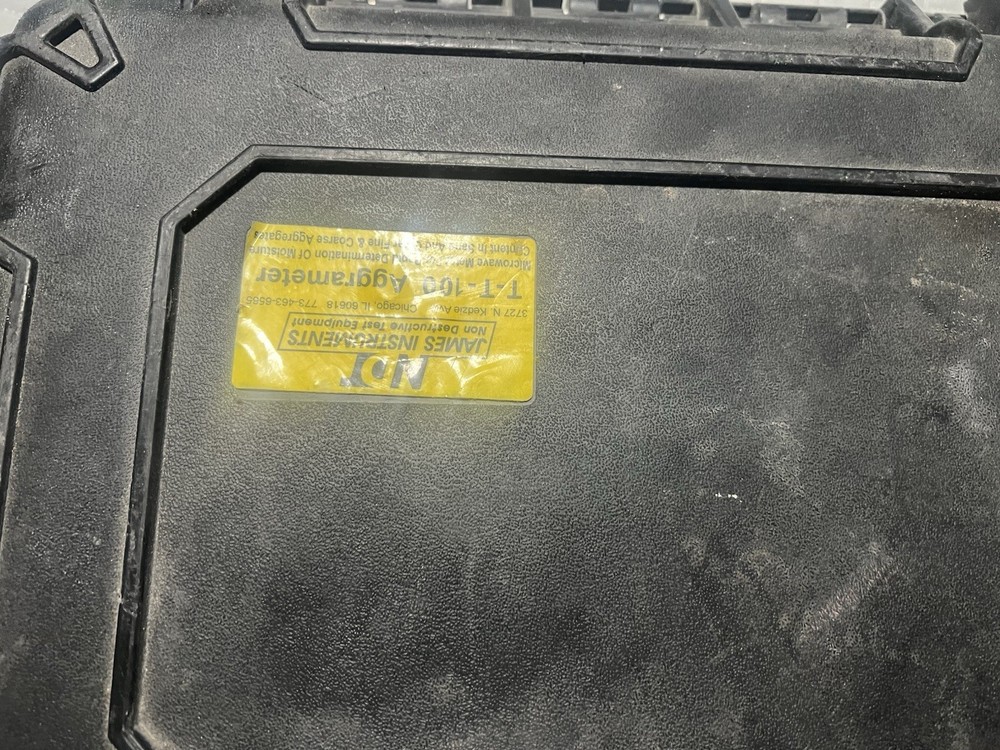 NDT
JAMES INSTRUMENTS
Non Destructive Test Equipment
3727 N. Kedzie Ave. Chicago, IL 60618 773-463-6565
T-T-100 Aggrameter
Determination Of Moisture
Content In Sand And Fine & Coarse Aggregates